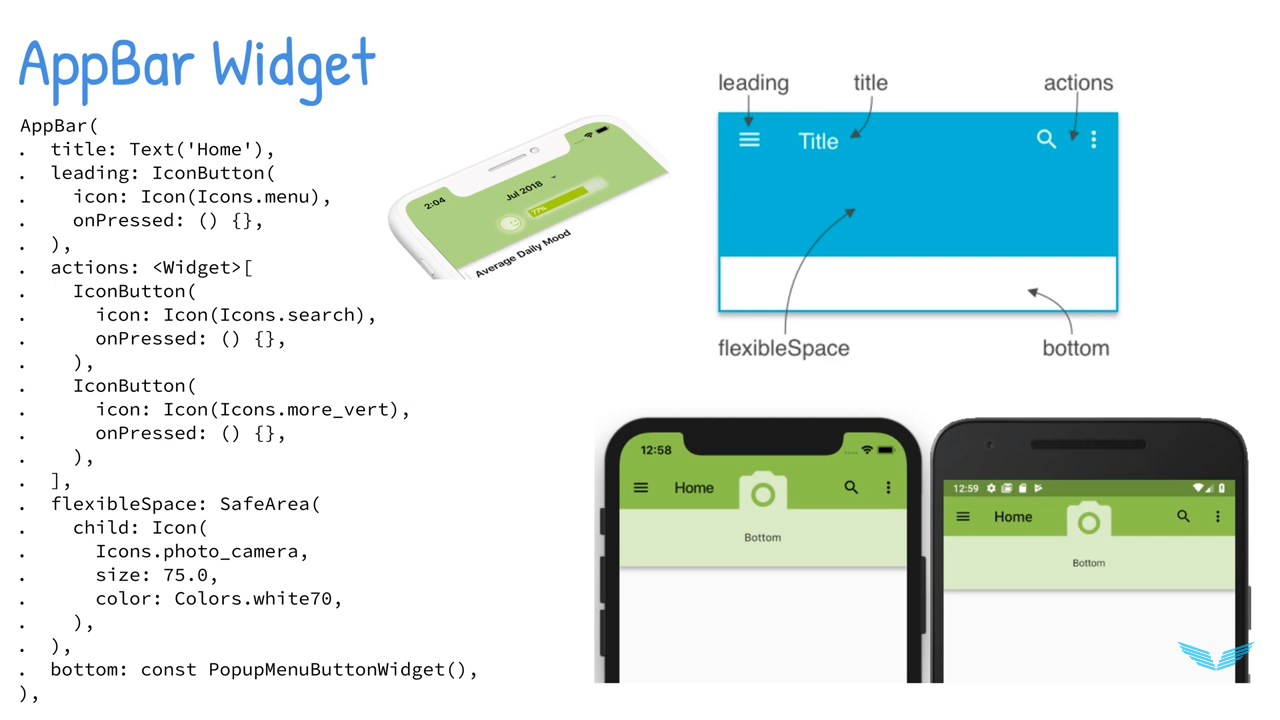 AppBar Widget
AppBar(
. title: Text('Home'),
. leading: IconButton(
. icon: Icon(Icons.menu),
. onPressed: () {},
. ),
. actions: <Widget>[
. IconButton(
. icon: Icon(Icons.search),
. onPressed: () {},
. ),
. IconButton(
. icon: Icon(Icons.more_vert),
. onPressed: () {},
. ),
. ],
. flexibleSpace: SafeArea(
. child: Icon(
. Icons.photo_camera,
. size: 75.0,
. color: Colors.white70,
. ),
. ),
. bottom: const PopupMenuButtonWidget(),
),
2:04
Jul 2018
77%
Average Daily Mood
leading title actions
Title
flexibleSpace bottom
12:58
Home
Bottom
12:59
Home
Bottom